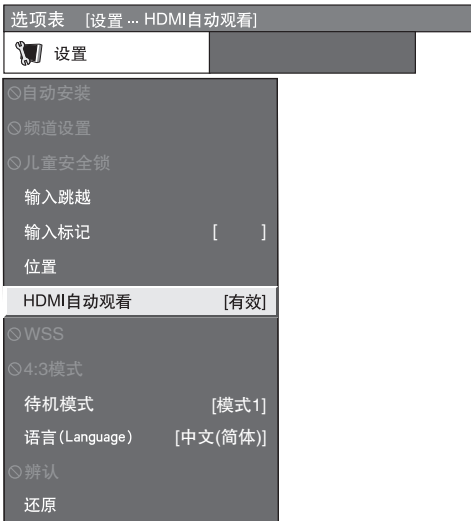 选项表 [设置 ... HDMI自动观看]
设置
自动安装
频道设置
儿童安全锁
输入跳越
输入标记 [ ]
位置
HDMI自动观看 [有效]
WSS
4:3模式
待机模式 [模式1]
语言(Language) [中文(简体)]
辨认
还原